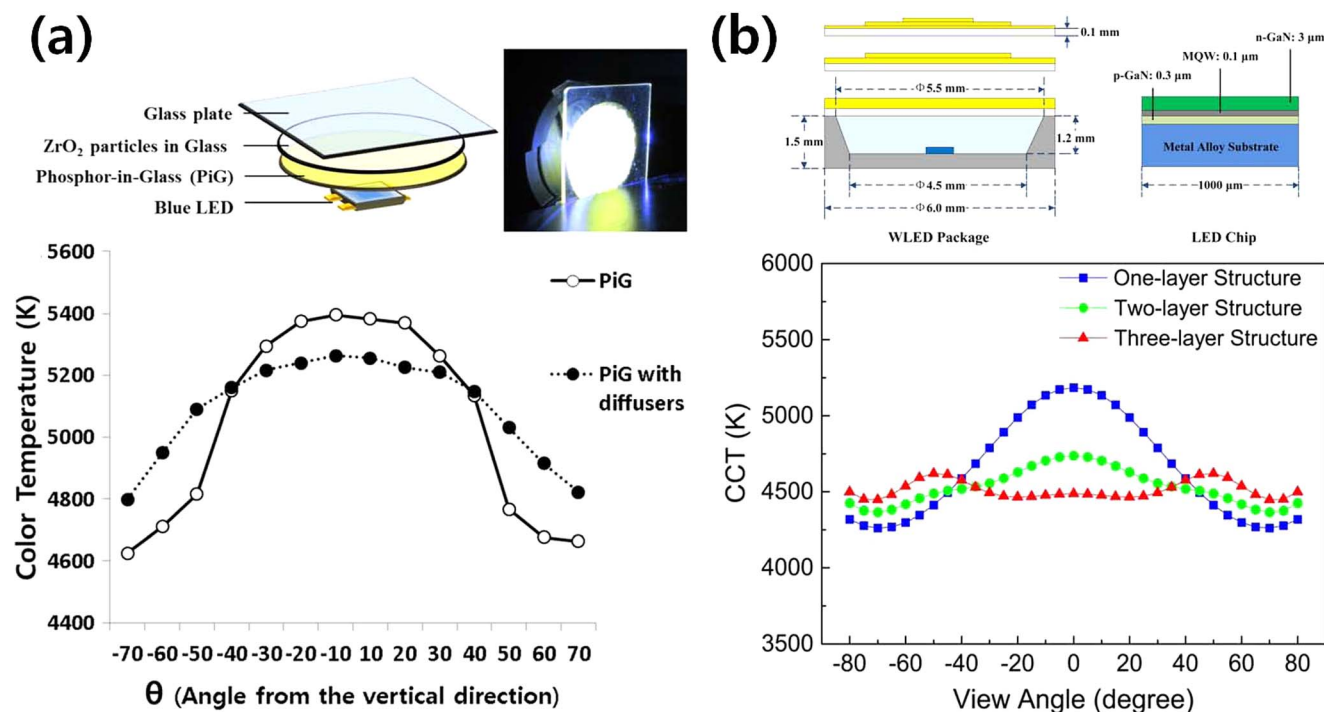 (a)
Glass plate
ZrO₂ particles in Glass
Phosphor-in-Glass (PiG)
Blue LED
5600
5400
5200
5000
4800
4600
4400
Color Temperature (K)
PiG
PiG with
diffusers
-70 -60 -50 -40 -30 -20 -10 10 20 30 40 50 60 70
θ (Angle from the vertical direction)
(b)
0.1 mm
Φ5.5 mm
1.5 mm
1.2 mm
Φ4.5 mm
Φ6.0 mm
WLED Package
n-GaN: 3 μm
MQW: 0.1 μm
p-GaN: 0.3 μm
Metal Alloy Substrate
1000 μm
LED Chip
6000
5500
5000
4500
4000
3500
CCT (K)
One-layer Structure
Two-layer Structure
Three-layer Structure
-80 -60 -40 -20 0 20 40 60 80
View Angle (degree)